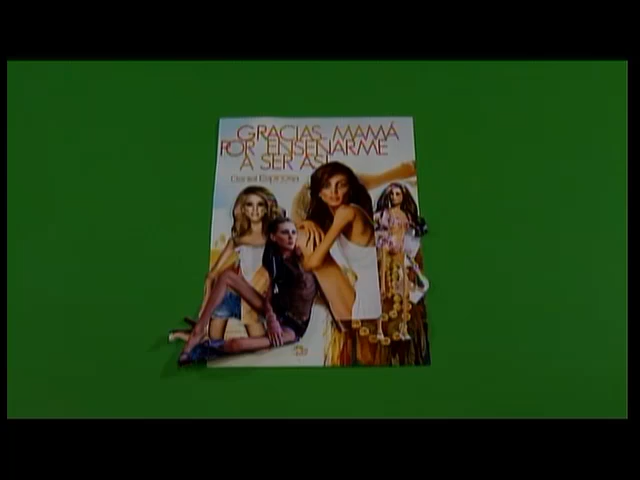 GRACIAS, MAMÁ
POR ENSEÑARME
A SER ASÍ
Daniel Espinosa